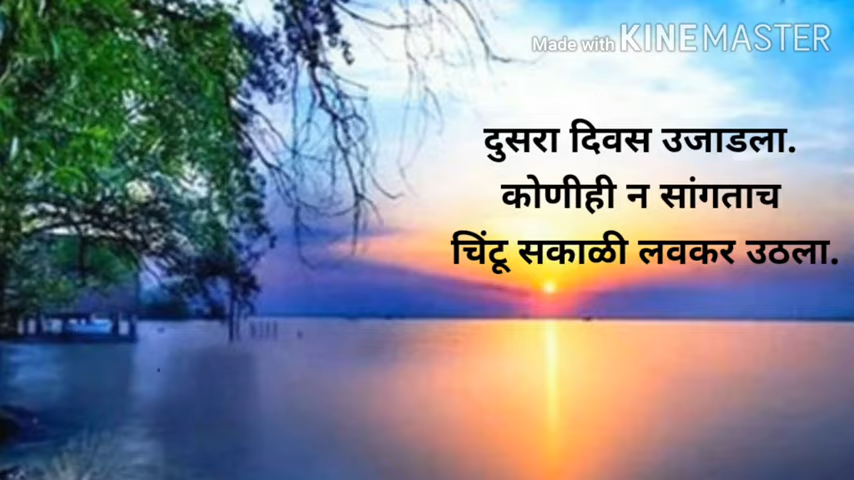 Made with KINEMASTER
दुसरा दिवस उजाडला.
कोणीही न सांगताच
चिंटू सकाळी लवकर उठला.